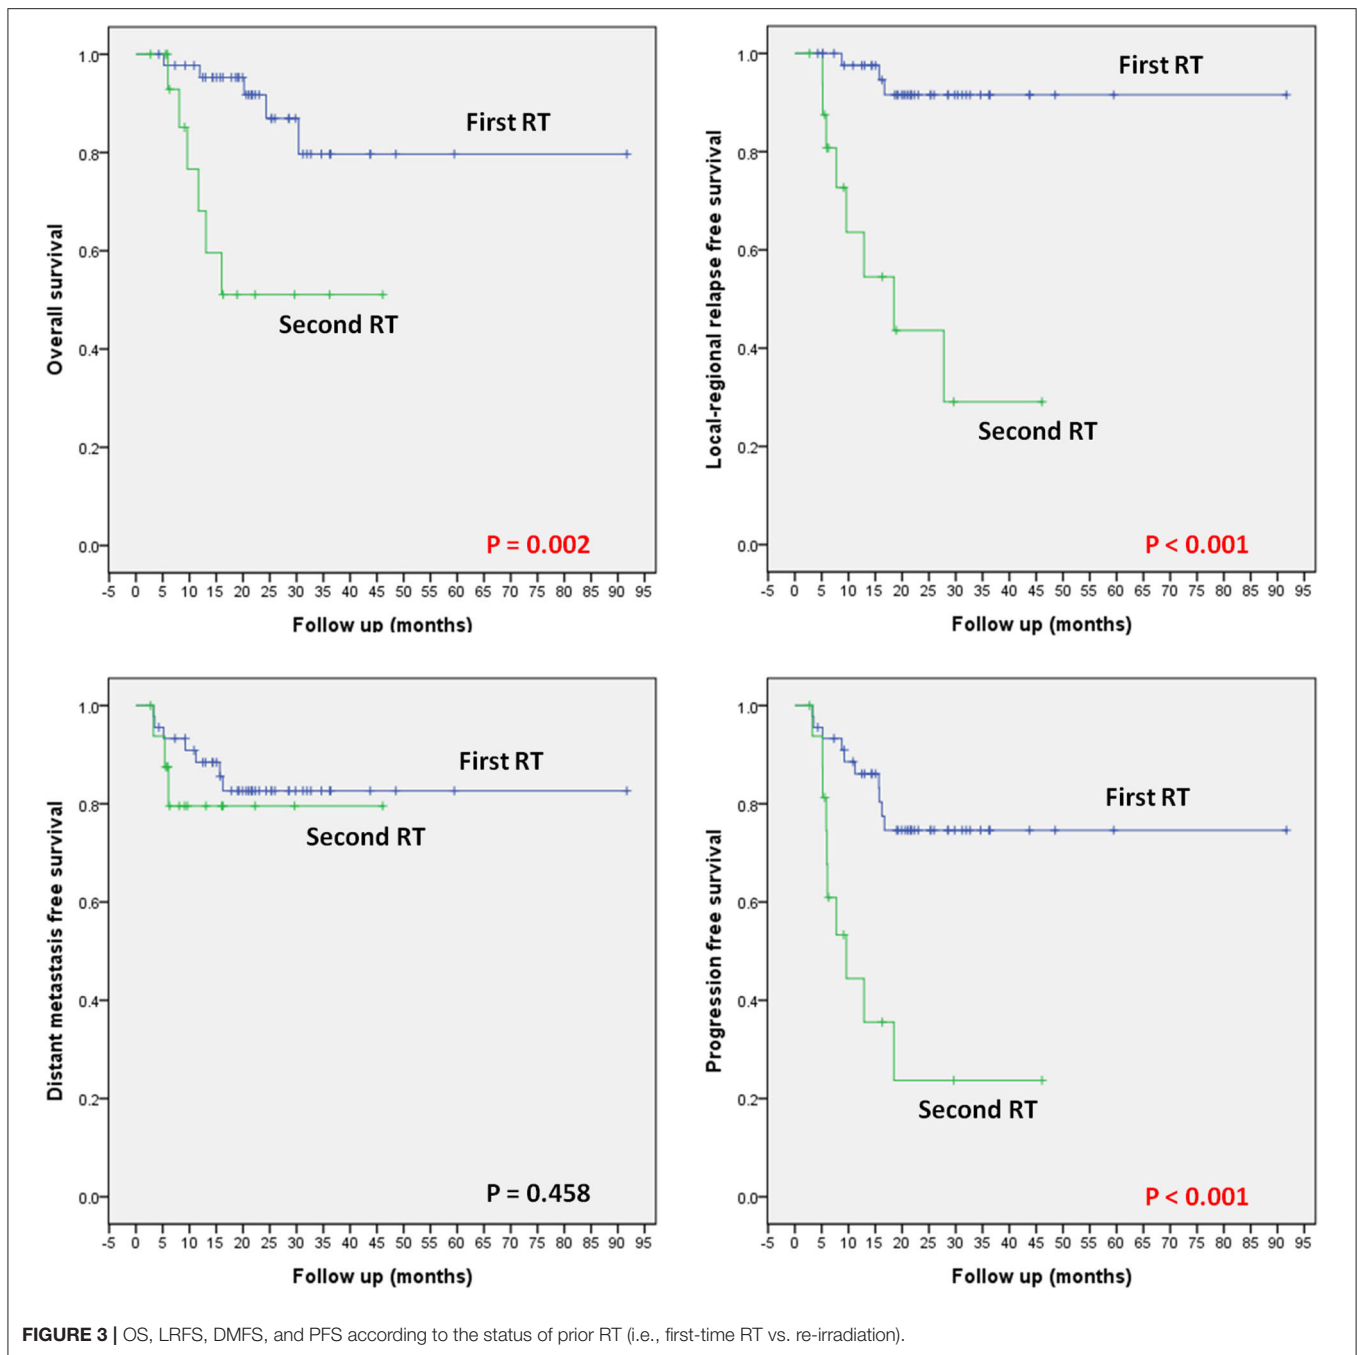 Overall survival
1.0
0.8
0.6
0.4
0.2
0.0
First RT
Second RT
P = 0.002
-5 0 5 10 15 20 25 30 35 40 45 50 55 60 65 70 75 80 85 90 95
Follow up (months)
Local-regional relapse free survival
1.0
0.8
0.6
0.4
0.2
0.0
First RT
Second RT
P < 0.001
-5 0 5 10 15 20 25 30 35 40 45 50 55 60 65 70 75 80 85 90 95
Follow up (months)
Distant metastasis free survival
1.0
0.8
0.6
0.4
0.2
0.0
First RT
Second RT
P = 0.458
-5 0 5 10 15 20 25 30 35 40 45 50 55 60 65 70 75 80 85 90 95
Follow up (months)
Progression free survival
1.0
0.8
0.6
0.4
0.2
0.0
First RT
Second RT
P < 0.001
-5 0 5 10 15 20 25 30 35 40 45 50 55 60 65 70 75 80 85 90 95
Follow up (months)
FIGURE 3 | OS, LRFS, DMFS, and PFS according to the status of prior RT (i.e., first-time RT vs. re-irradiation).